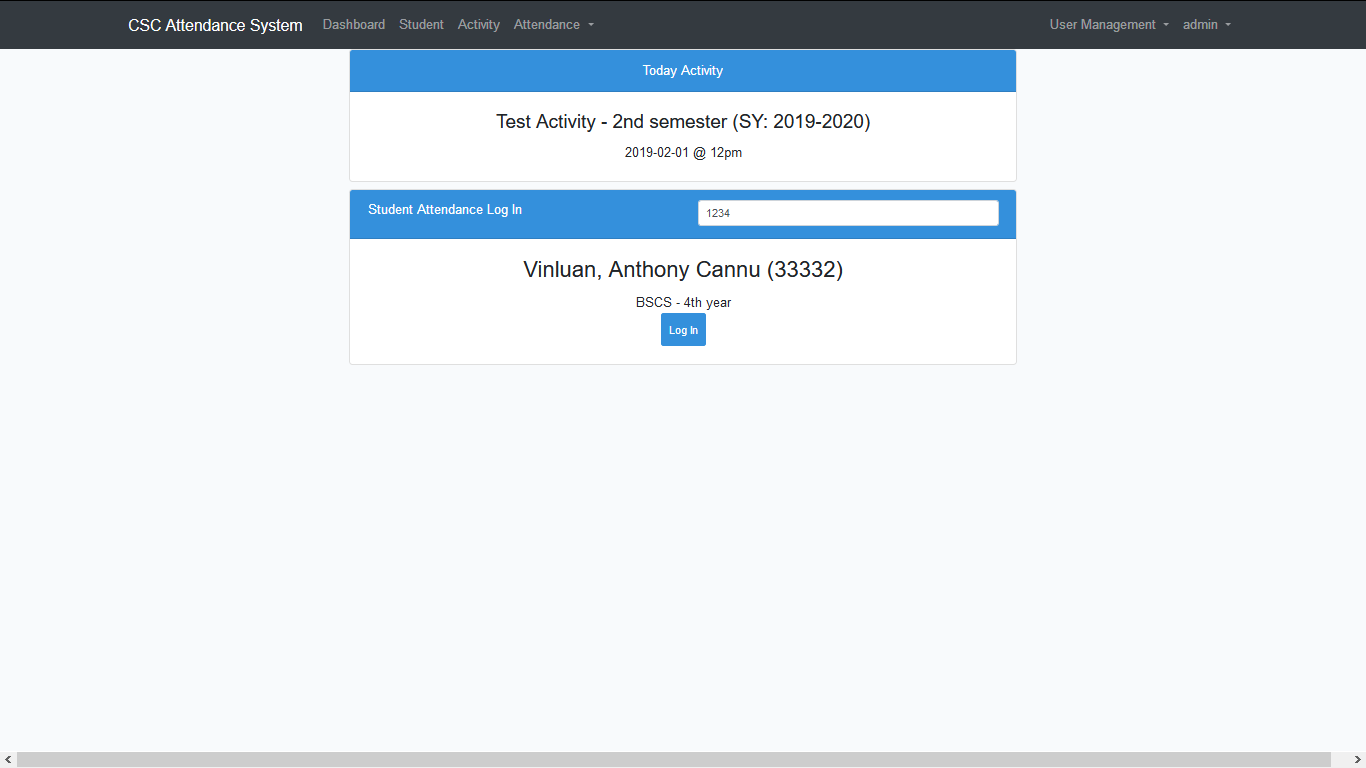 CSC Attendance System Dashboard Student Activity Attendance User Management admin
Today Activity
Test Activity - 2nd semester (SY: 2019-2020)
2019-02-01 @ 12pm
Student Attendance Log In 1234
Vinluan, Anthony Cannu (33332)
BSCS - 4th year
Log In